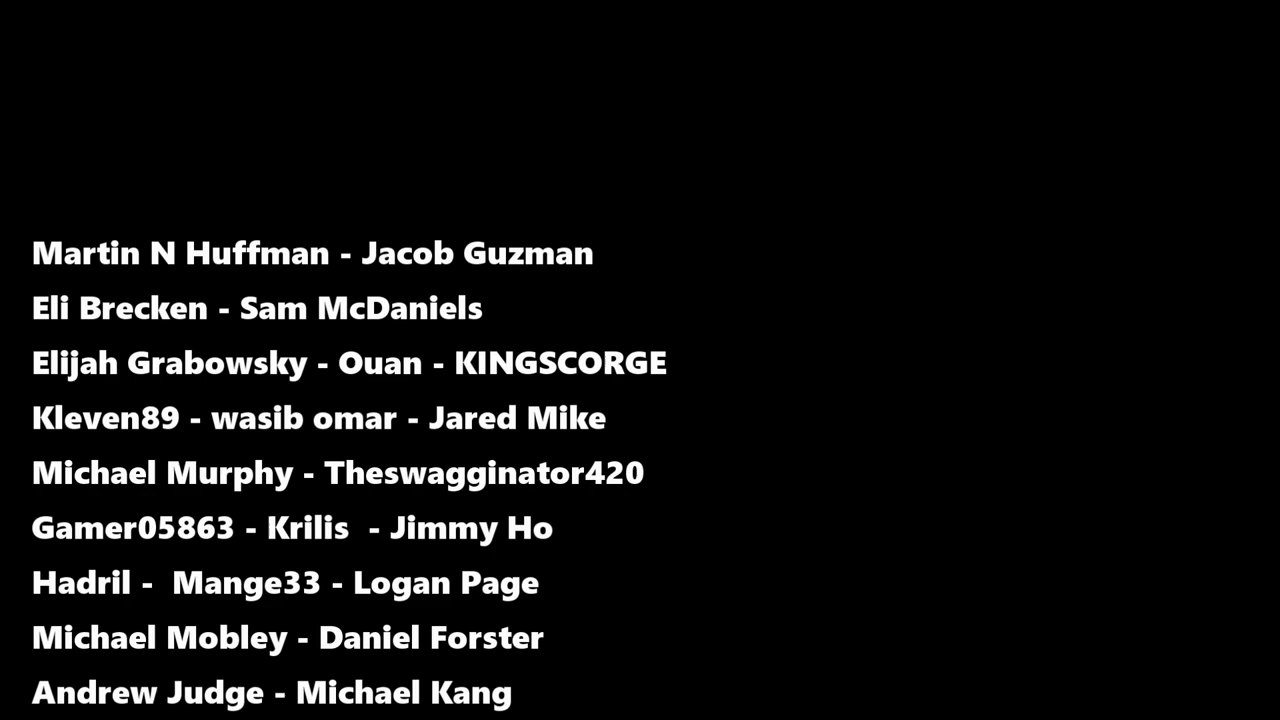 Martin N Huffman - Jacob Guzman
Eli Brecken - Sam McDaniels
Elijah Grabowsky - Ouan - KINGSCORGE
Kleven89 - wasib omar - Jared Mike
Michael Murphy - Theswagginator420
Gamer05863 - Krilis  - Jimmy Ho
Hadril -  Mange33 - Logan Page
Michael Mobley - Daniel Forster
Andrew Judge - Michael Kang